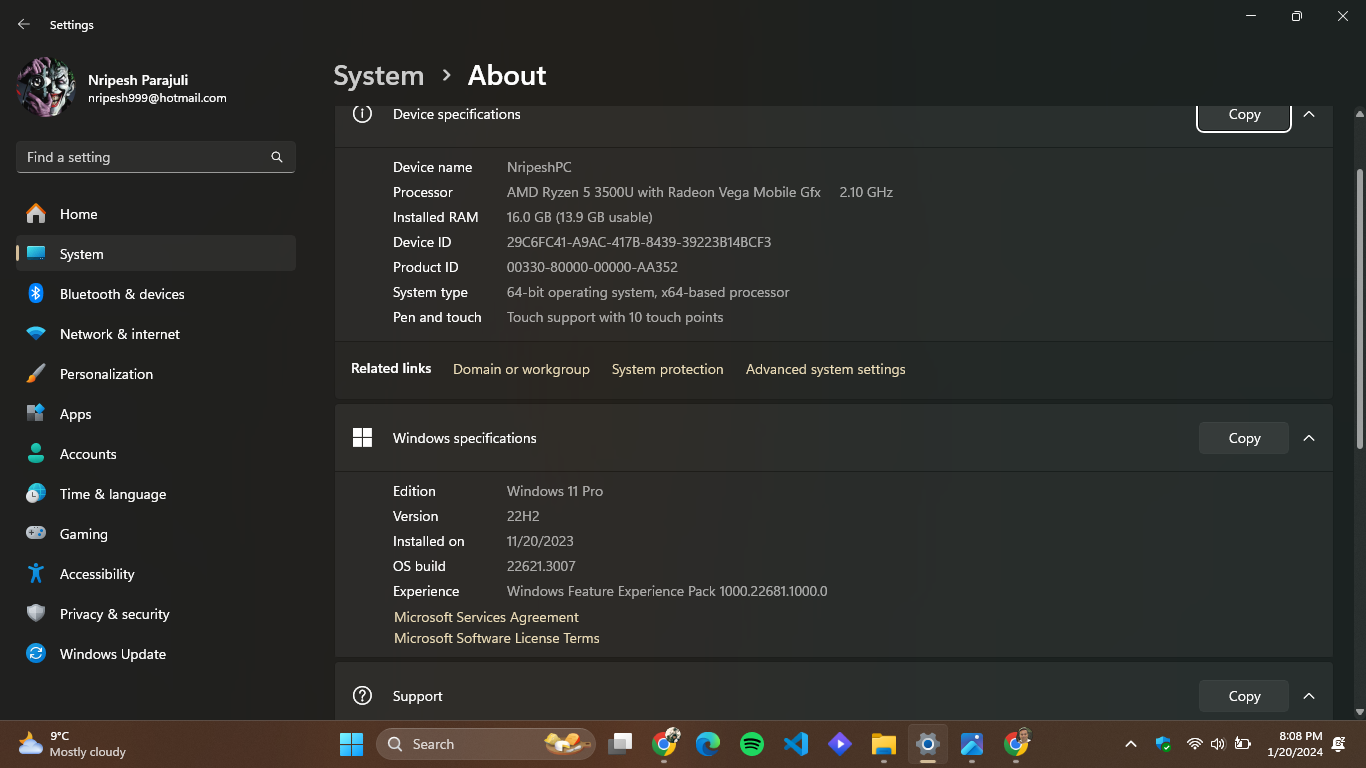 Settings
Nripesh Parajuli
nripesh999@hotmail.com
Find a setting
Home
System
Bluetooth & devices
Network & internet
Personalization
Apps
Accounts
Time & language
Gaming
Accessibility
Privacy & security
Windows Update
System > About
Device specifications Copy
Device name NripeshPC
Processor AMD Ryzen 5 3500U with Radeon Vega Mobile Gfx 2.10 GHz
Installed RAM 16.0 GB (13.9 GB usable)
Device ID 29C6FC41-A9AC-417B-8439-39223B14BCF3
Product ID 00330-80000-00000-AA352
System type 64-bit operating system, x64-based processor
Pen and touch Touch support with 10 touch points
Related links Domain or workgroup System protection Advanced system settings
Windows specifications Copy
Edition Windows 11 Pro
Version 22H2
Installed on 11/20/2023
OS build 22621.3007
Experience Windows Feature Experience Pack 1000.22681.1000.0
Microsoft Services Agreement
Microsoft Software License Terms
Support Copy
9°C
Mostly cloudy
Search
8:08 PM
1/20/2024